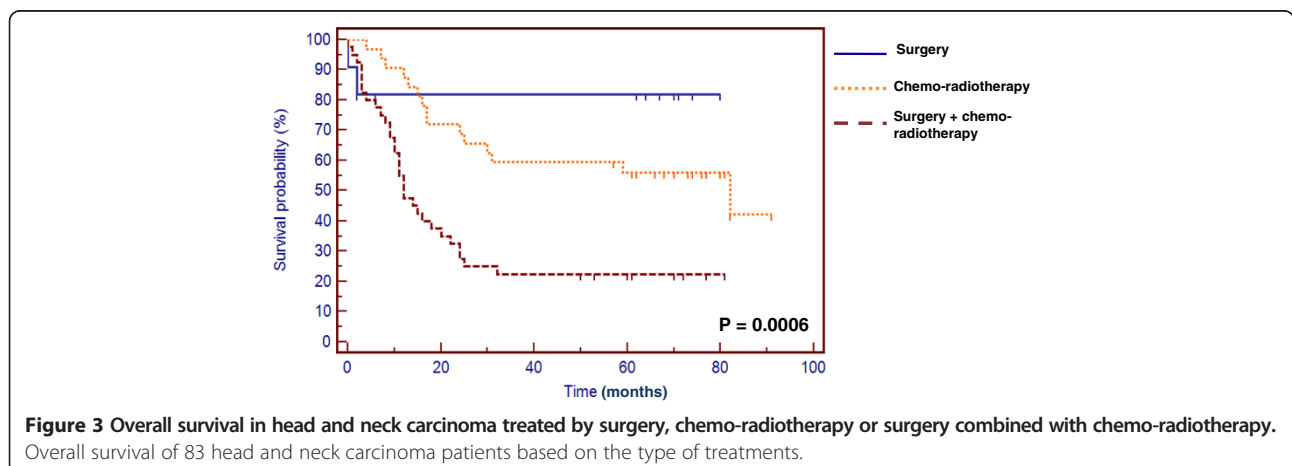 100
90
80
70
60
50
40
30
20
10
0
Survival probability (%)
0 20 40 60 80 100
Time (months)
P = 0.0006
Surgery
Chemo-radiotherapy
Surgery + chemo-
radiotherapy
Figure 3 Overall survival in head and neck carcinoma treated by surgery, chemo-radiotherapy or surgery combined with chemo-radiotherapy.
Overall survival of 83 head and neck carcinoma patients based on the type of treatments.